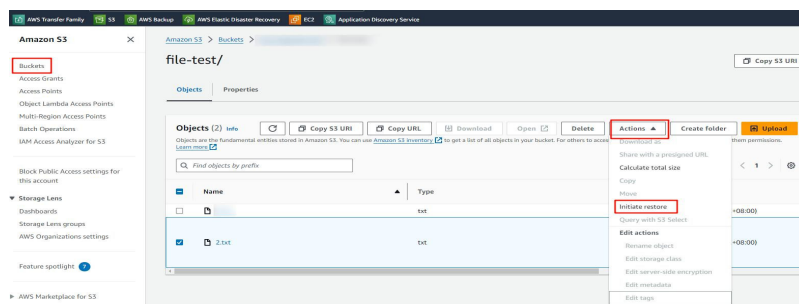 AWS Transfer Family S3 AWS Backup AWS Elastic Disaster Recovery EC2 Application Discovery Service
Amazon S3
Buckets
Access Grants
Access Points
Object Lambda Access Points
Multi-Region Access Points
Batch Operations
IAM Access Analyzer for S3
Block Public Access settings for
this account
Storage Lens
Dashboards
Storage Lens groups
AWS Organizations settings
Feature spotlight 7
AWS Marketplace for S3
Amazon S3 > Buckets >
file-test/
Copy S3 URI
Objects Properties
Objects (2) Info
Copy S3 URI Copy URL Download Open Delete Actions Create folder Upload
Objects are the fundamental entities stored in Amazon S3. You can use Amazon S3 inventory to get a list of all objects in your bucket. For others to acce
them permissions.
Learn more
Find objects by prefix
1
Name Type
txt
+08:00)
2.txt txt
+08:00)
Download as
Share with a presigned URL
Calculate total size
Copy
Move
Initiate restore
Query with S3 Select
Edit actions
Rename object
Edit storage class
Edit server-side encryption
Edit metadata
Edit tags